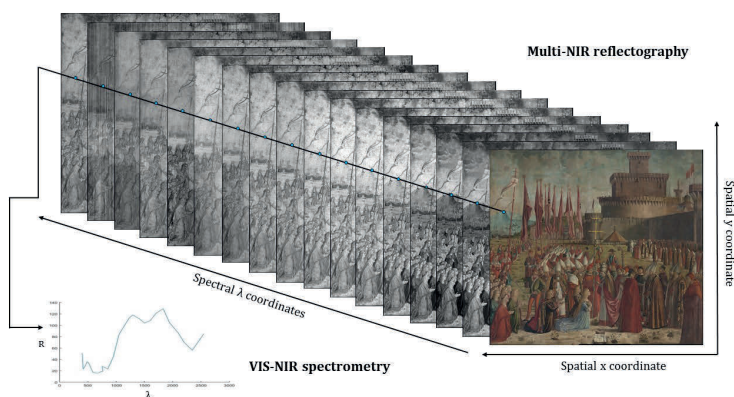 Multi-NIR reflectography
Spatial y coordinate
Spectral λ coordinates
Spatial x coordinate
VIS-NIR spectrometry
R
λ